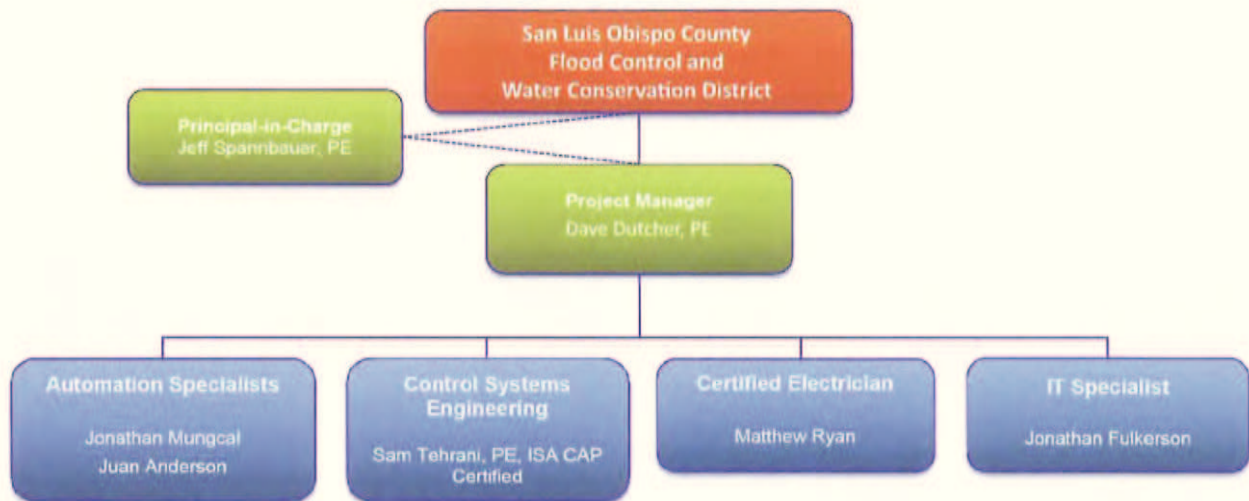 San Luis Obispo County
Flood Control and
Water Conservation District
Principal-in-Charge
Jeff Spannbauer, PE
Project Manager
Dave Dutcher, PE
Automation Specialists
Jonathan Mungcal
Juan Anderson
Control Systems
Engineering
Sam Tehrani, PE, ISA CAP
Certified
Certified Electrician
Matthew Ryan
IT Specialist
Jonathan Fulkerson